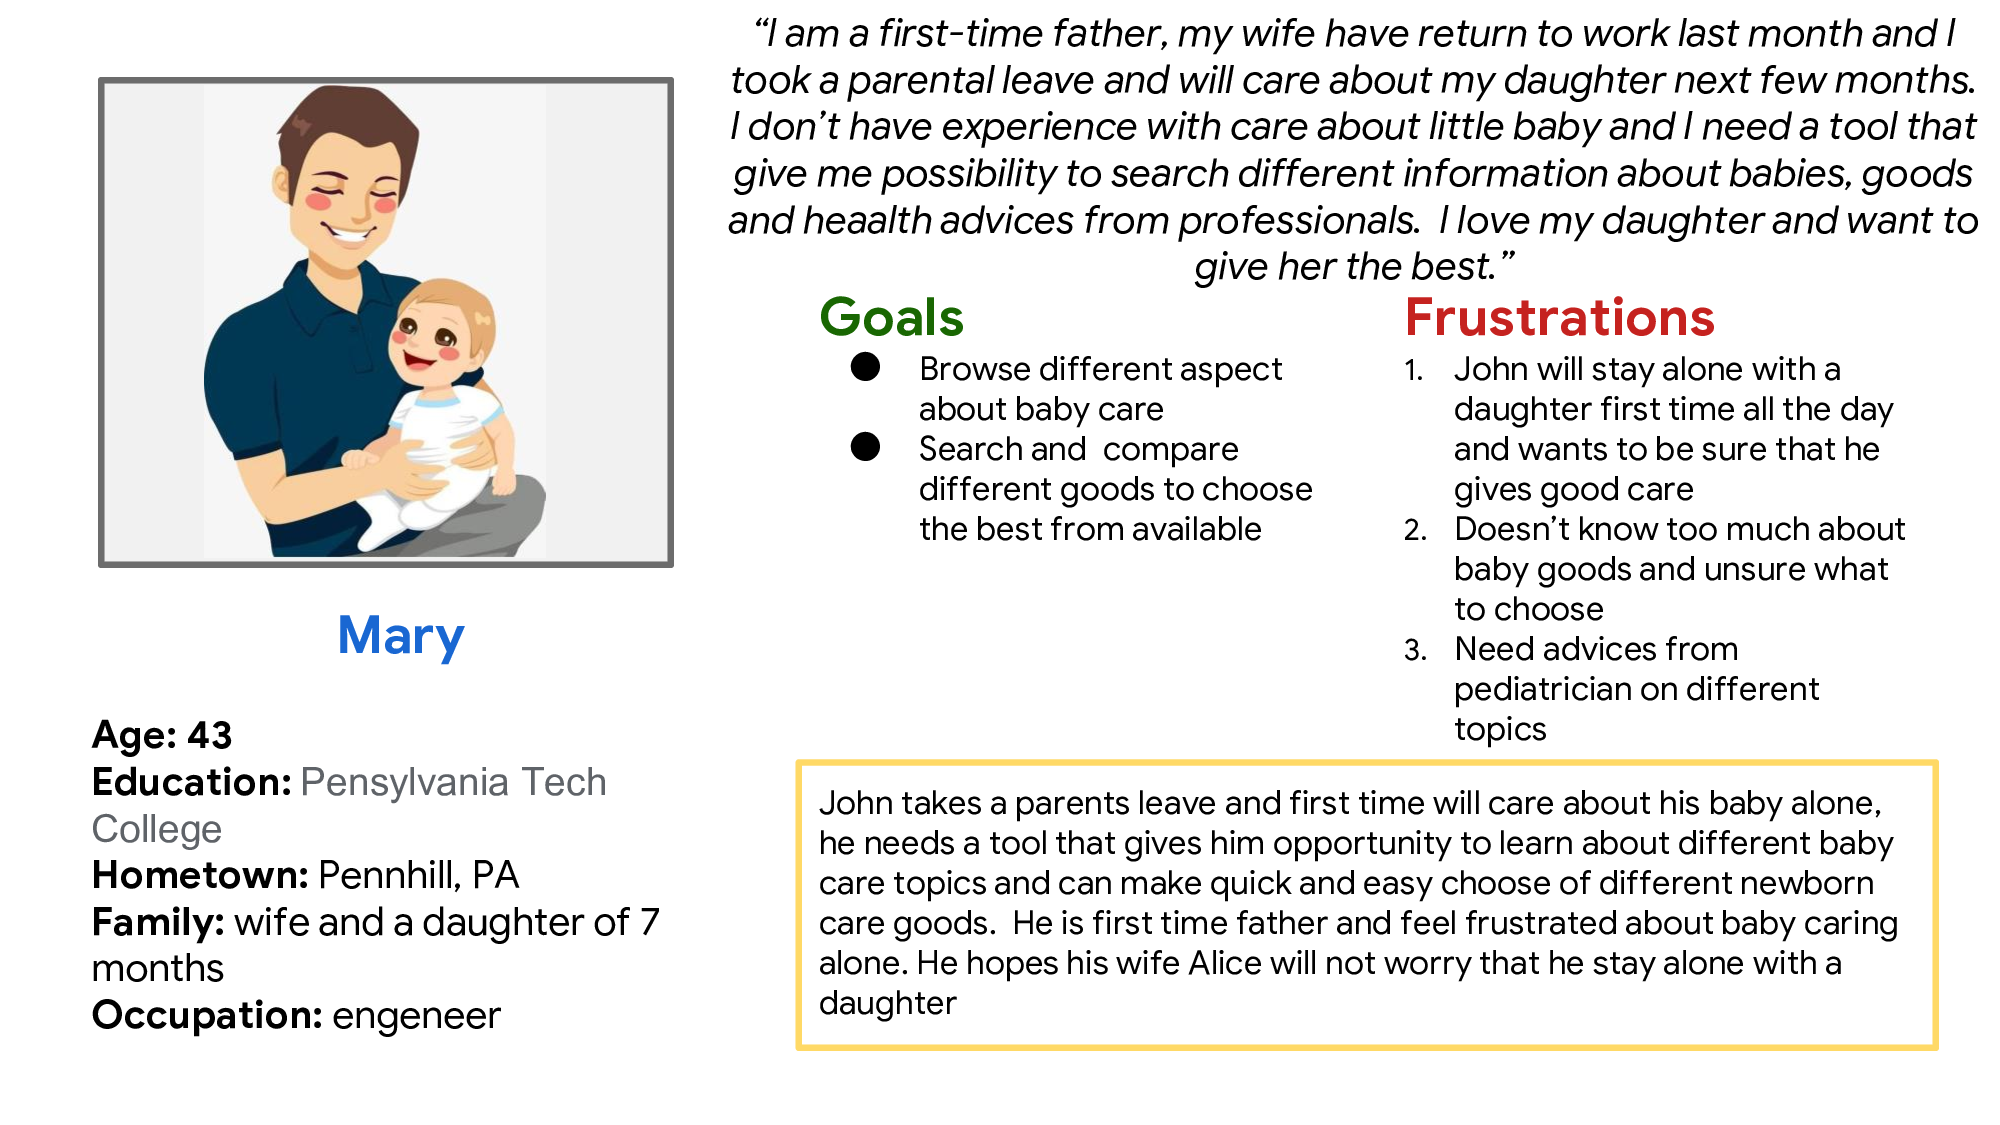 “I am a first-time father, my wife have return to work last month and I
took a parental leave and will care about my daughter next few months.
I don’t have experience with care about little baby and I need a tool that
give me possibility to search different information about babies, goods
and heaalth advices from professionals.  I love my daughter and want to
give her the best.”
Mary
Age: 43
Education: Pensylvania Tech
College
Hometown: Pennhill, PA
Family: wife and a daughter of 7
months
Occupation: engeneer
Goals
● Browse different aspect
about baby care
● Search and  compare
different goods to choose
the best from available
Frustrations
1. John will stay alone with a
daughter first time all the day
and wants to be sure that he
gives good care
2. Doesn’t know too much about
baby goods and unsure what
to choose
3. Need advices from
pediatrician on different
topics
John takes a parents leave and first time will care about his baby alone,
he needs a tool that gives him opportunity to learn about different baby
care topics and can make quick and easy choose of different newborn
care goods.  He is first time father and feel frustrated about baby caring
alone. He hopes his wife Alice will not worry that he stay alone with a
daughter